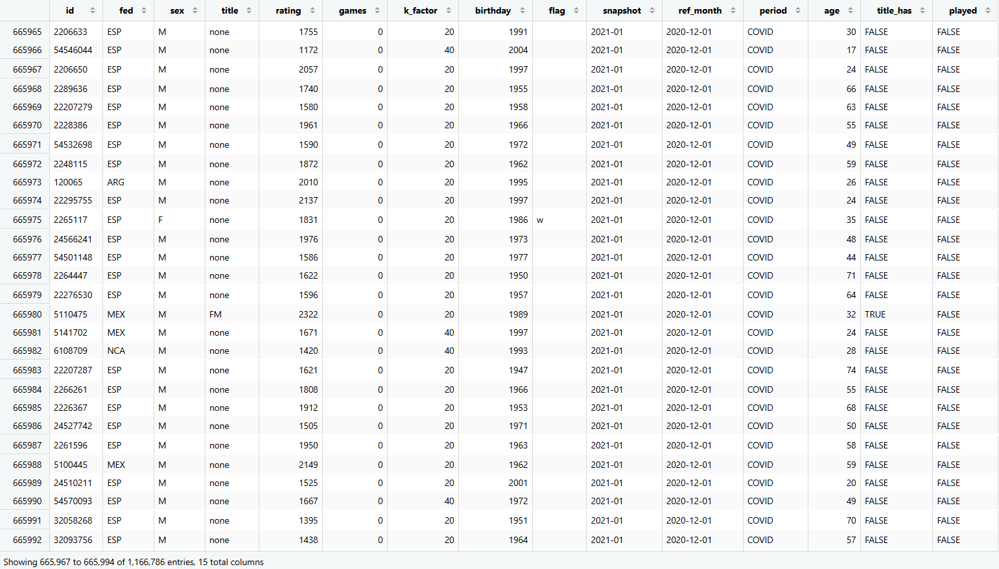 id fed sex title rating games k_factor birthday flag snapshot ref_month period age title_has played
665965 2206633 ESP M none 1755 0 20 1991 2021-01 2020-12-01 COVID 30 FALSE FALSE
665966 54546044 ESP M none 1172 0 40 2004 2021-01 2020-12-01 COVID 17 FALSE FALSE
665967 2206650 ESP M none 2057 0 20 1997 2021-01 2020-12-01 COVID 24 FALSE FALSE
665968 2289636 ESP M none 1740 0 20 1955 2021-01 2020-12-01 COVID 66 FALSE FALSE
665969 22207279 ESP M none 1580 0 20 1958 2021-01 2020-12-01 COVID 63 FALSE FALSE
665970 2228386 ESP M none 1961 0 20 1966 2021-01 2020-12-01 COVID 55 FALSE FALSE
665971 54532698 ESP M none 1590 0 20 1972 2021-01 2020-12-01 COVID 49 FALSE FALSE
665972 2248115 ESP M none 1872 0 20 1962 2021-01 2020-12-01 COVID 59 FALSE FALSE
665973 120065 ARG M none 2010 0 20 1995 2021-01 2020-12-01 COVID 26 FALSE FALSE
665974 22295755 ESP M none 2137 0 20 1997 2021-01 2020-12-01 COVID 24 FALSE FALSE
665975 2265117 ESP F none 1831 0 20 1986 w 2021-01 2020-12-01 COVID 35 FALSE FALSE
665976 24566241 ESP M none 1976 0 20 1973 2021-01 2020-12-01 COVID 48 FALSE FALSE
665977 54501148 ESP M none 1586 0 20 1977 2021-01 2020-12-01 COVID 44 FALSE FALSE
665978 2264447 ESP M none 1622 0 20 1950 2021-01 2020-12-01 COVID 71 FALSE FALSE
665979 22276530 ESP M none 1596 0 20 1957 2021-01 2020-12-01 COVID 64 FALSE FALSE
665980 5110475 MEX M FM 2322 0 20 1989 2021-01 2020-12-01 COVID 32 TRUE FALSE
665981 5141702 MEX M none 1671 0 40 1997 2021-01 2020-12-01 COVID 24 FALSE FALSE
665982 6108709 NCA M none 1420 0 40 1993 2021-01 2020-12-01 COVID 28 FALSE FALSE
665983 22207287 ESP M none 1621 0 20 1947 2021-01 2020-12-01 COVID 74 FALSE FALSE
665984 2266261 ESP M none 1808 0 20 1966 2021-01 2020-12-01 COVID 55 FALSE FALSE
665985 2226367 ESP M none 1912 0 20 1953 2021-01 2020-12-01 COVID 68 FALSE FALSE
665986 24527742 ESP M none 1505 0 20 1971 2021-01 2020-12-01 COVID 50 FALSE FALSE
665987 2261596 ESP M none 1950 0 20 1963 2021-01 2020-12-01 COVID 58 FALSE FALSE
665988 5100445 MEX M none 2149 0 20 1962 2021-01 2020-12-01 COVID 59 FALSE FALSE
665989 24510211 ESP M none 1525 0 20 2001 2021-01 2020-12-01 COVID 20 FALSE FALSE
665990 54570093 ESP M none 1667 0 40 1972 2021-01 2020-12-01 COVID 49 FALSE FALSE
665991 32058268 ESP M none 1395 0 20 1951 2021-01 2020-12-01 COVID 70 FALSE FALSE
665992 32093756 ESP M none 1438 0 20 1964 2021-01 2020-12-01 COVID 57 FALSE FALSE
Showing 665,967 to 665,994 of 1,166,786 entries, 15 total columns